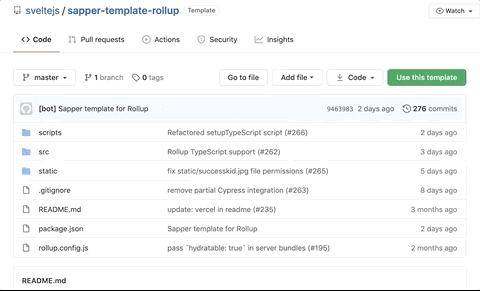 sveltejs / sapper-template-rollup Template Watch
Code Pull requests Actions Security Insights
master 1 branch 0 tags Go to file Add file Code Use this template
[bot] Sapper template for Rollup 9463983 2 days ago 276 commits
scripts Refactored setupTypeScript script (#266) 2 days ago
src Rollup TypeScript support (#262) 3 days ago
static fix static/successkid.jpg file permissions (#265) 5 days ago
.gitignore remove partial Cypress integration (#263) 8 days ago
README.md update: vercel in readme (#235) 3 months ago
package.json Sapper template for Rollup 2 days ago
rollup.config.js pass `hydratable: true` in server bundles (#195) 2 months ago
README.md